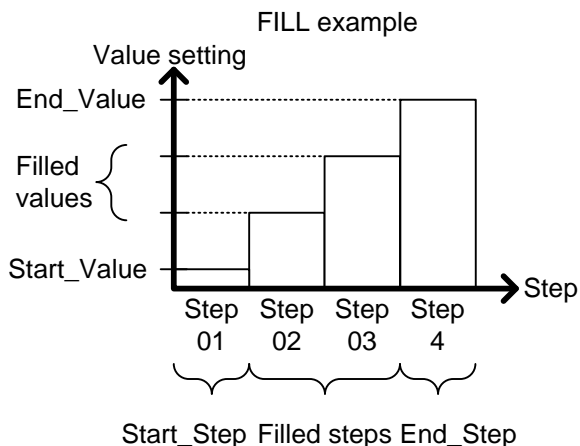 FILL example
Value setting
End_Value
Filled
values
Start_Value
Step
Step Step Step Step
01 02 03 4
Start_Step Filled steps End_Step